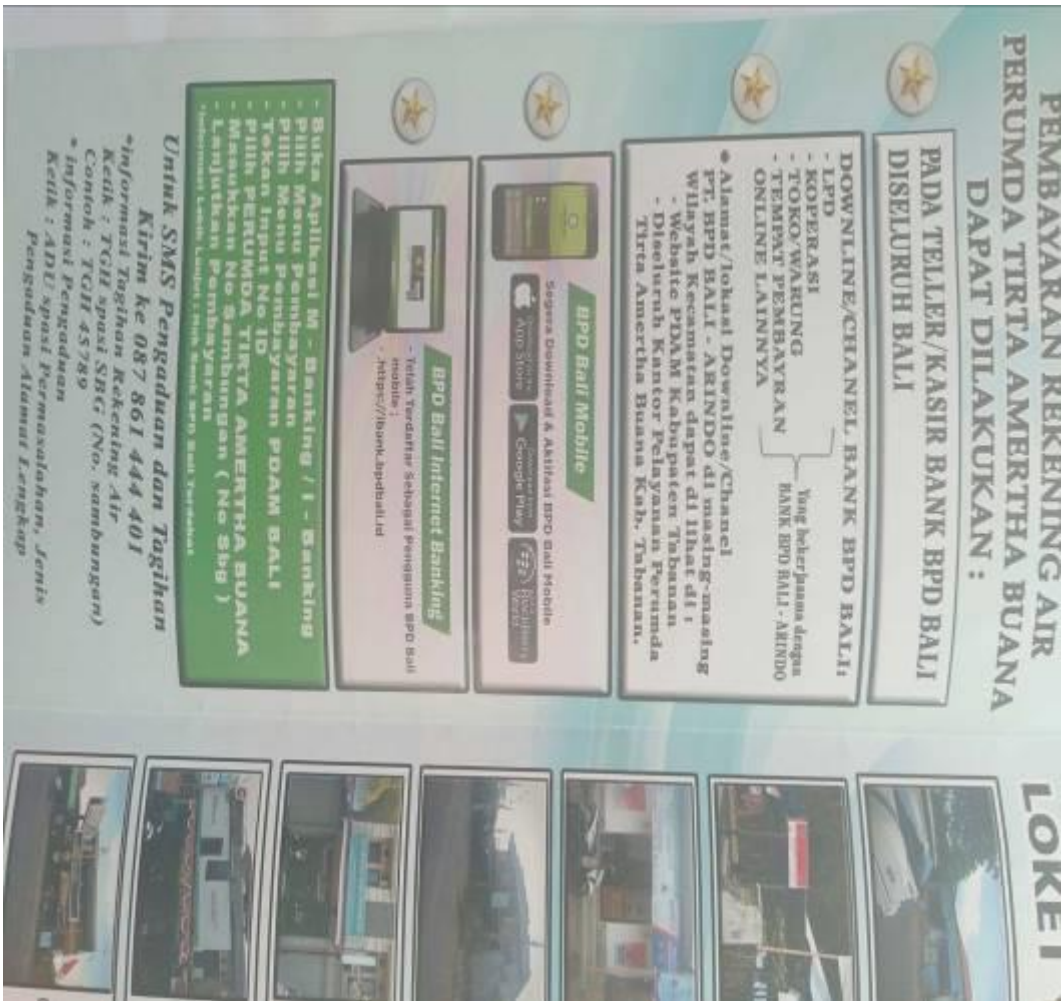 PEMBAYARAN REKENING AIR
PERUMDA TIRTA AMERTHA BUANA
DAPAT DILAKUKAN :
PADA TELLER/KASIR BANK BPD BALI
DISELURUH BALI
DOWNLINE/CHANEL BANK BPD BALI:
- LPD
- KOPERASI
- TOKO/WARUNG
- TEMPAT PEMBAYRAN
ONLINE LAINNYA
Yang bekerjasama dengan
BANK BPD BALI - ARINDO
Alamat/lokasi Downline/Chanel
PT. BPD BALI - ARINDO di masing-masing
Wilayah Kecamatan dapat di lihat di :
- Website PDAM Kabupaten Tabanan
- Diseluruh Kantor Pelayanan Perumda
Tirta Amertha Buana Kab. Tabanan.
BPD Bali Mobile
Segera Download & Aktifasi BPD Bali Mobile
App Store
Google Play
BPD Bali Internet Banking
- Telah Terdaftar Sebagai Pengguna BPD Bali
mobile ;
- .https://ibank.bpdbali.id
- Buka Aplikasi M - Banking / I - Banking
- Pilih Menu Pembayaran
- Pilih Menu Pembayaran PDAM BALI
- Tekan Input No ID
- Pilih PERUMDA TIRTA AMERTHA BUANA
- Masukkan No Sambungan ( No Sbg )
- Lanjutkan Pembayaran
Untuk SMS Pengaduan dan Tagihan
Kirim ke 087 861 444 401
*informasi Tagihan Rekening Air
Ketik : TGH spasi SBG (No. sambungan)
Contoh : TGH 45789
* informasi Pengaduan
Ketik : ADU spasi Permasalahan, Jenis
Pengaduan Alamat Lengkap
LOKET